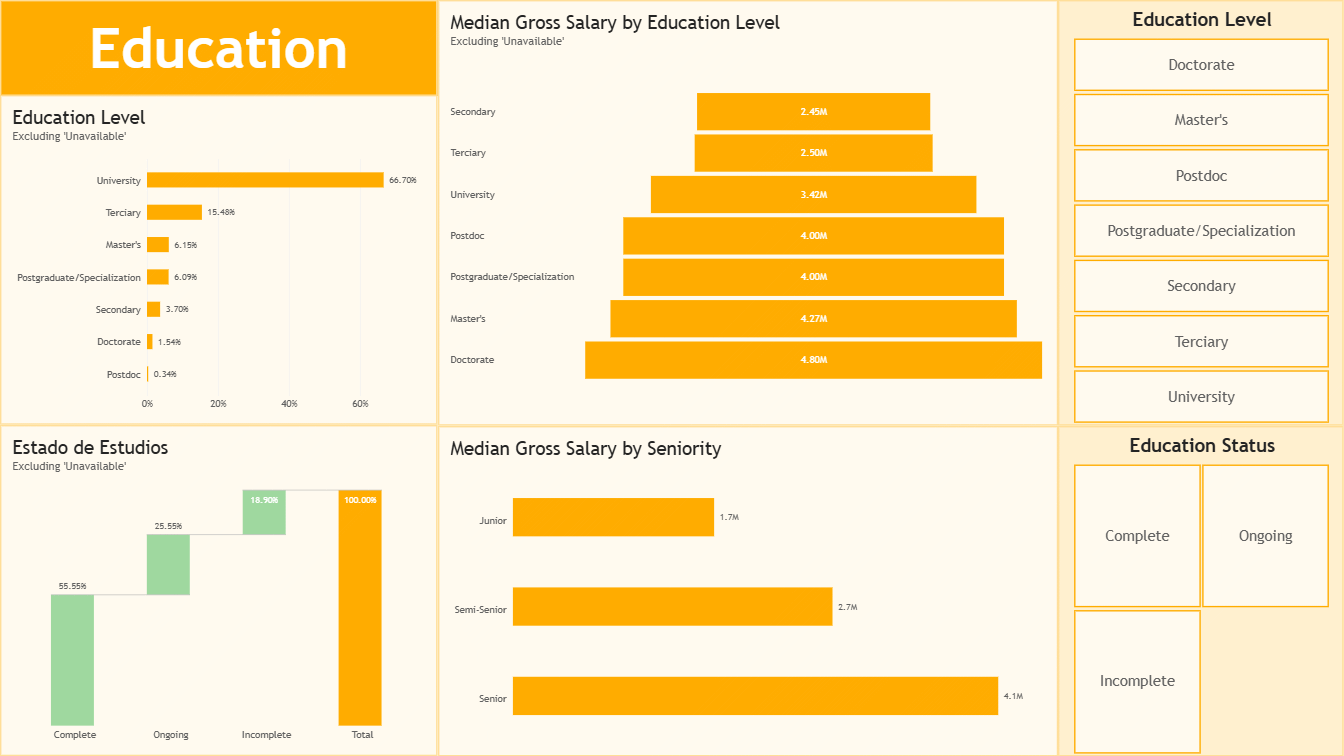 Education
Education Level
Excluding 'Unavailable'
University 66.70%
Terciary 15.48%
Master's 6.15%
Postgraduate/Specialization 6.09%
Secondary 3.70%
Doctorate 1.54%
Postdoc 0.34%
0% 20% 40% 60%
Median Gross Salary by Education Level
Excluding 'Unavailable'
Secondary 2.45M
Terciary 2.50M
University 3.42M
Postdoc 4.00M
Postgraduate/Specialization 4.00M
Master's 4.27M
Doctorate 4.80M
Education Level
Doctorate
Master's
Postdoc
Postgraduate/Specialization
Secondary
Terciary
University
Estado de Estudios
Excluding 'Unavailable'
18.90% 100.00%
25.55%
55.55%
Complete Ongoing Incomplete Total
Median Gross Salary by Seniority
Junior 1.7M
Semi-Senior 2.7M
Senior 4.1M
Education Status
Complete Ongoing
Incomplete